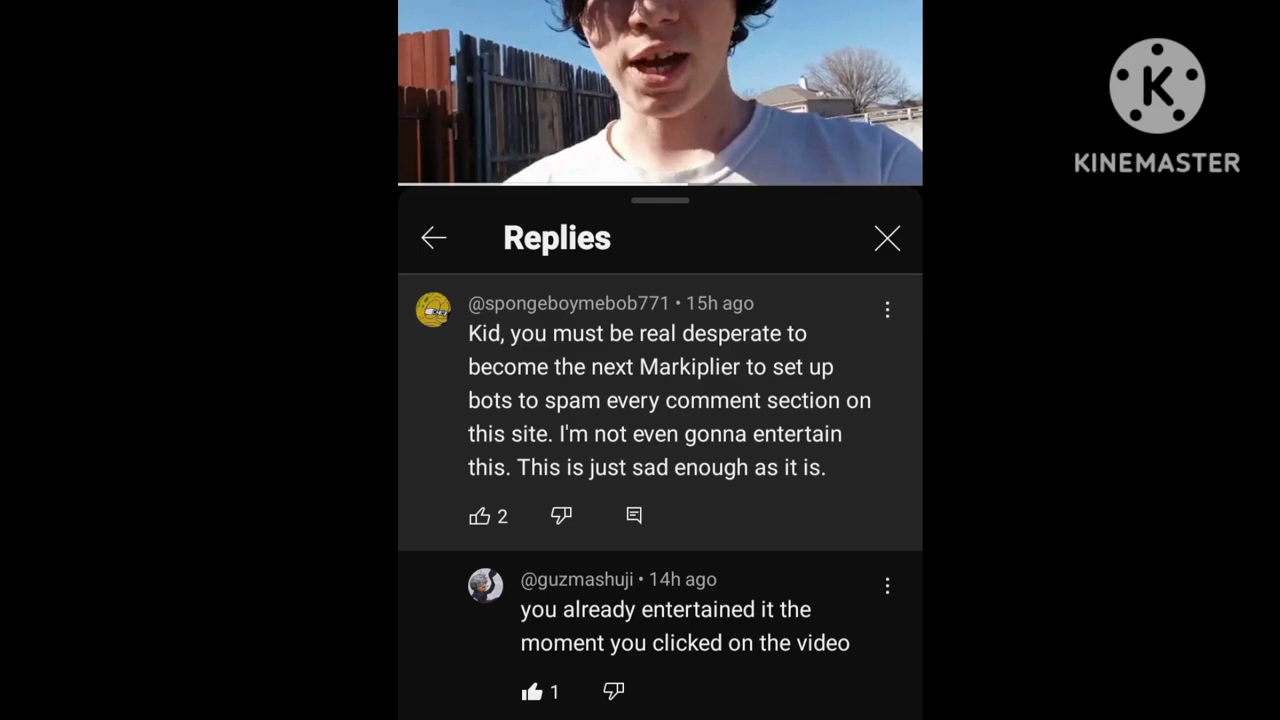 K
KINEMASTER
Replies
@spongeboymebob771 • 15h ago
Kid, you must be real desperate to
become the next Markiplier to set up
bots to spam every comment section on
this site. I'm not even gonna entertain
this. This is just sad enough as it is.
2
@guzmashuji • 14h ago
you already entertained it the
moment you clicked on the video
1